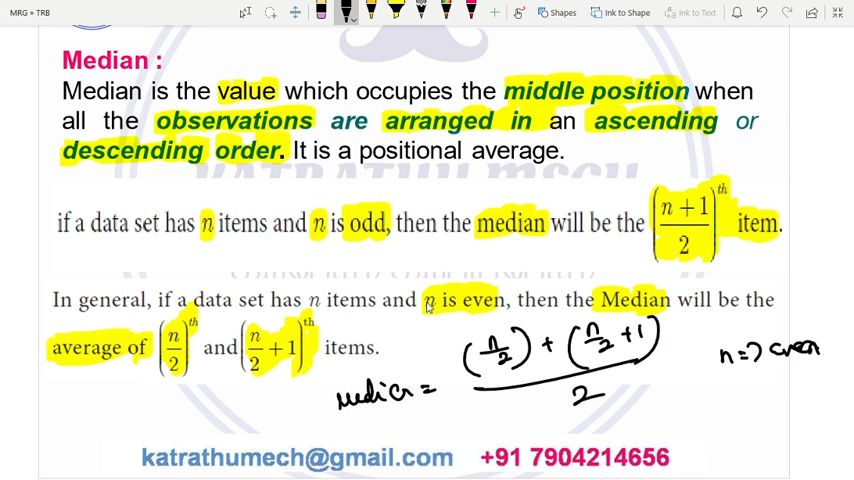 MRG » TRB
Shapes
Ink to Shape
Ink to Text
Median :
Median is the value which occupies the middle position when
all the observations are arranged in an ascending or
descending order. It is a positional average.
if a data set has n items and n is odd, then the median will be the ((n + 1)/2)^th item.
In general, if a data set has n items and n is even, then the Median will be the
average of (n/2)^th and (n/2 + 1)^th items.
median = ((n/2) + (n/2 + 1))/2
n => even
katrathumech@gmail.com +91 7904214656